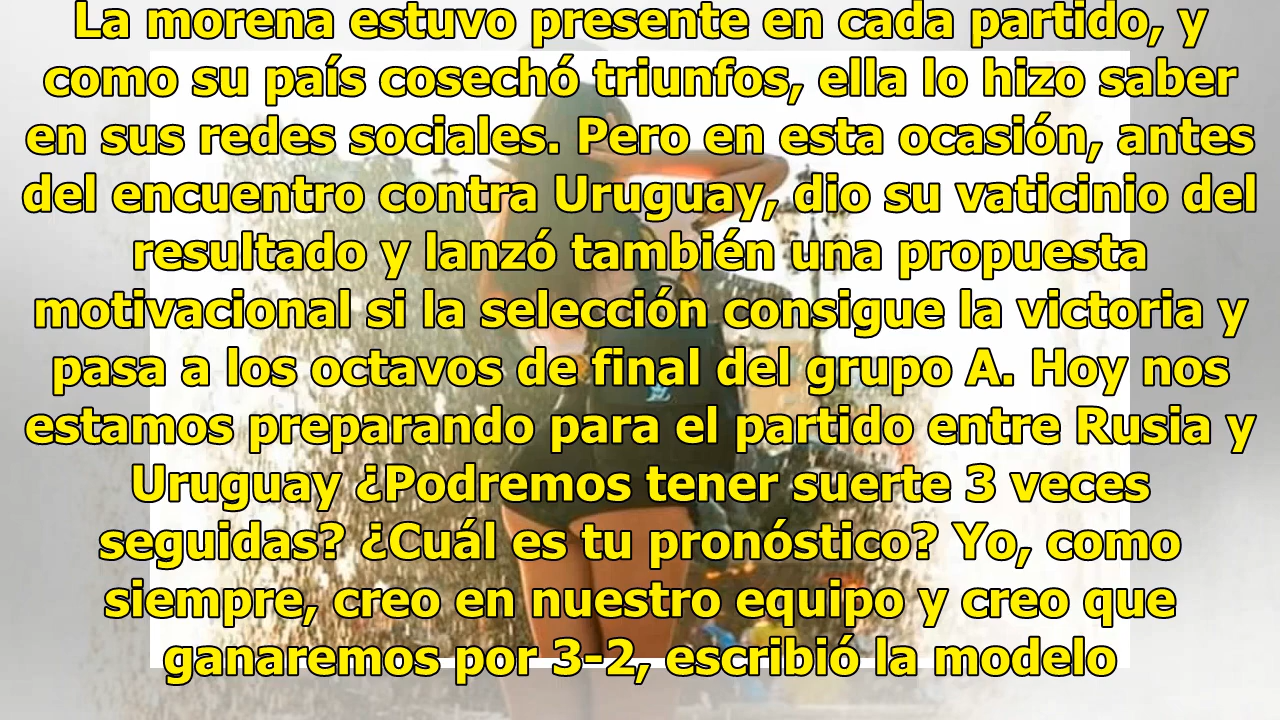 La morena estuvo presente en cada partido, y
como su país cosechó triunfos, ella lo hizo saber
en sus redes sociales. Pero en esta ocasión, antes
del encuentro contra Uruguay, dio su vaticinio del
resultado y lanzó también una propuesta
motivacional si la selección consigue la victoria y
pasa a los octavos de final del grupo A. Hoy nos
estamos preparando para el partido entre Rusia y
Uruguay ¿Podremos tener suerte 3 veces
seguidas? ¿Cuál es tu pronóstico? Yo, como
siempre, creo en nuestro equipo y creo que
ganaremos por 3-2, escribió la modelo